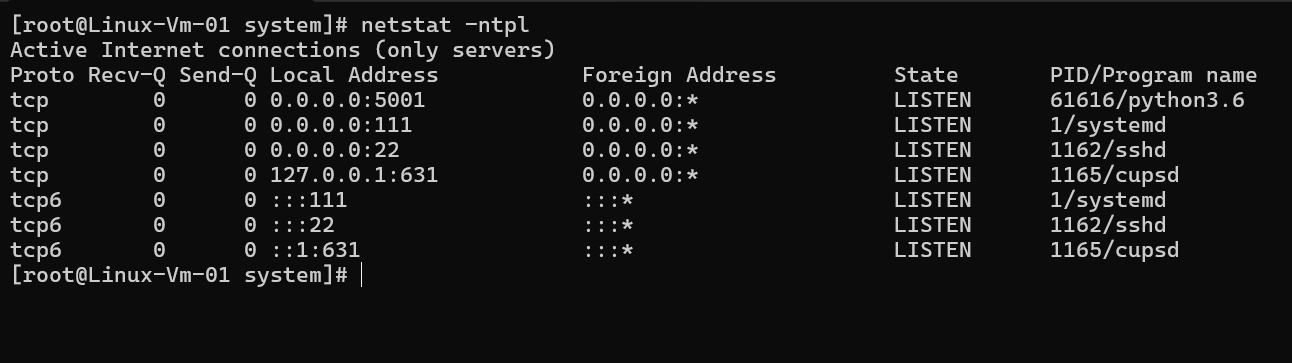 [root@Linux-Vm-01 system]# netstat -ntpl
Active Internet connections (only servers)
Proto Recv-Q Send-Q Local Address           Foreign Address         State       PID/Program name
tcp        0      0 0.0.0.0:5001            0.0.0.0:*               LISTEN      61616/python3.6
tcp        0      0 0.0.0.0:111             0.0.0.0:*               LISTEN      1/systemd
tcp        0      0 0.0.0.0:22              0.0.0.0:*               LISTEN      1162/sshd
tcp        0      0 127.0.0.1:631           0.0.0.0:*               LISTEN      1165/cupsd
tcp6       0      0 :::111                  :::*                    LISTEN      1/systemd
tcp6       0      0 :::22                   :::*                    LISTEN      1162/sshd
tcp6       0      0 ::1:631                 :::*                    LISTEN      1165/cupsd
[root@Linux-Vm-01 system]#